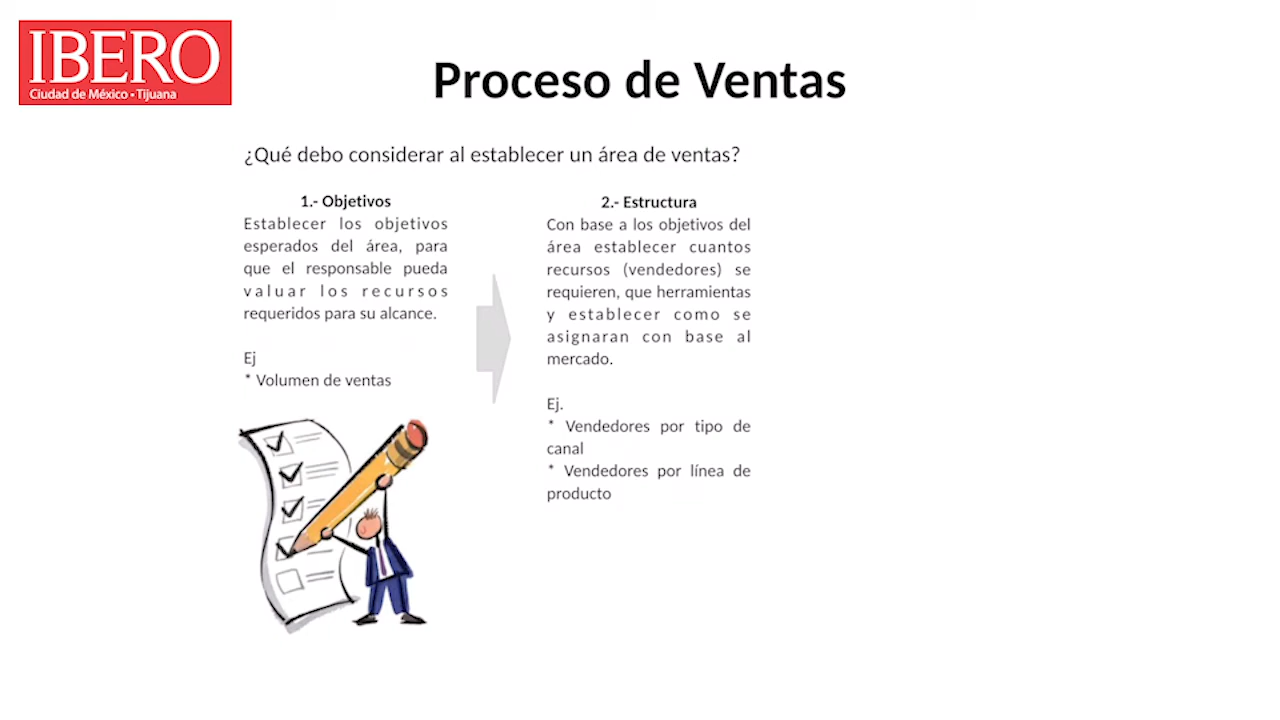 IBERO
Ciudad de México • Tijuana
Proceso de Ventas
¿Qué debo considerar al establecer un área de ventas?
1.- Objetivos
Establecer los objetivos
esperados del área, para
que el responsable pueda
valuar los recursos
requeridos para su alcance.
Ej
* Volumen de ventas
2.- Estructura
Con base a los objetivos del
área establecer cuantos
recursos (vendedores) se
requieren, que herramientas
y establecer como se
asignaran con base al
mercado.
Ej.
* Vendedores por tipo de
canal
* Vendedores por línea de
producto